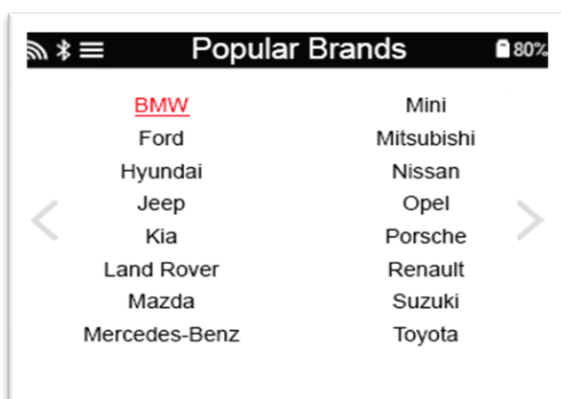 Popular Brands 80%
BMW
Ford
Hyundai
Jeep
Kia
Land Rover
Mazda
Mercedes-Benz
Mini
Mitsubishi
Nissan
Opel
Porsche
Renault
Suzuki
Toyota